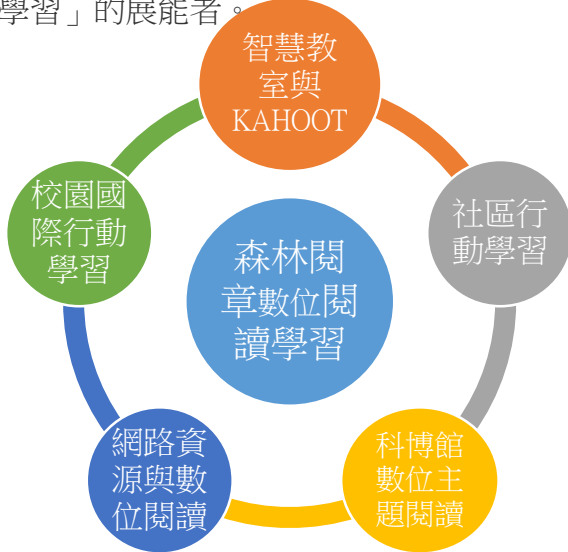 學習」的展能者。
智慧教
室與
KAHOOT
社區行
動學習
科博館
數位主
題閱讀
網路資
源與數
位閱讀
校園國
際行動
學習
森林閱
章數位閱
讀學習